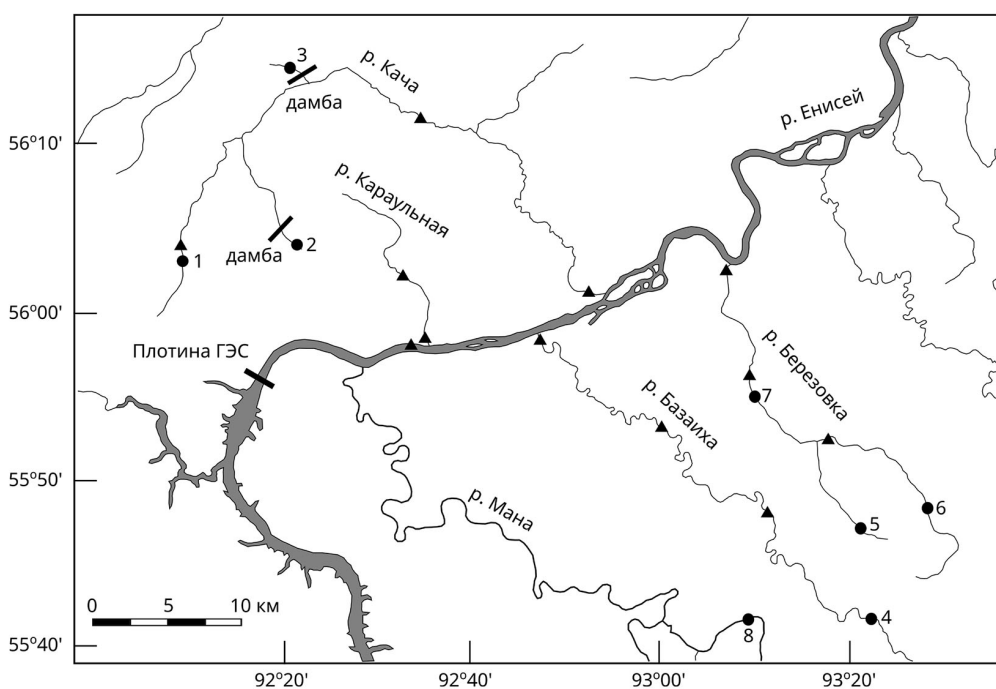 3
р. Кача
дамба
р. Енисей
56°10'
р. Караульная
дамба
2
1
56°00'
Плотина ГЭС
р. Березовка
7
р. Базаиха
55°50'
р. Мана
6
5
0 5 10 км
4
8
55°40'
92°20' 92°40' 93°00' 93°20'